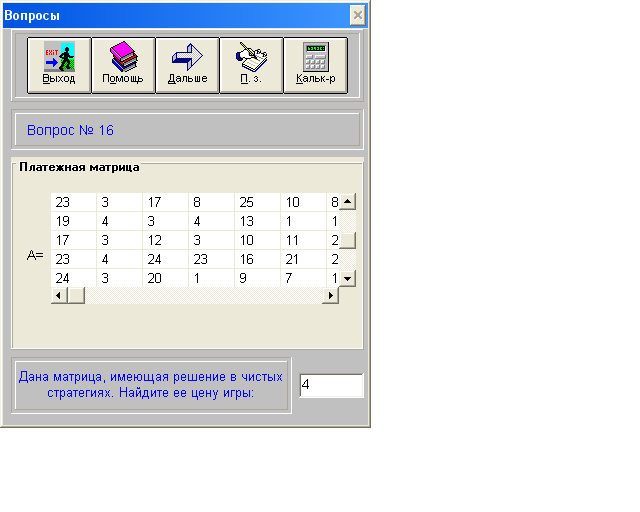 Вопросы
EXIT
Выход Помощь Дальше П. з. Кальк-р
Вопрос № 16
Платежная матрица
23 3 17 8 25 10 8
19 4 3 4 13 1 1
A= 17 3 12 3 10 11 2
23 4 24 23 16 21 2
24 3 20 1 9 7 1
Дана матрица, имеющая решение в чистых
стратегиях. Найдите ее цену игры:
4